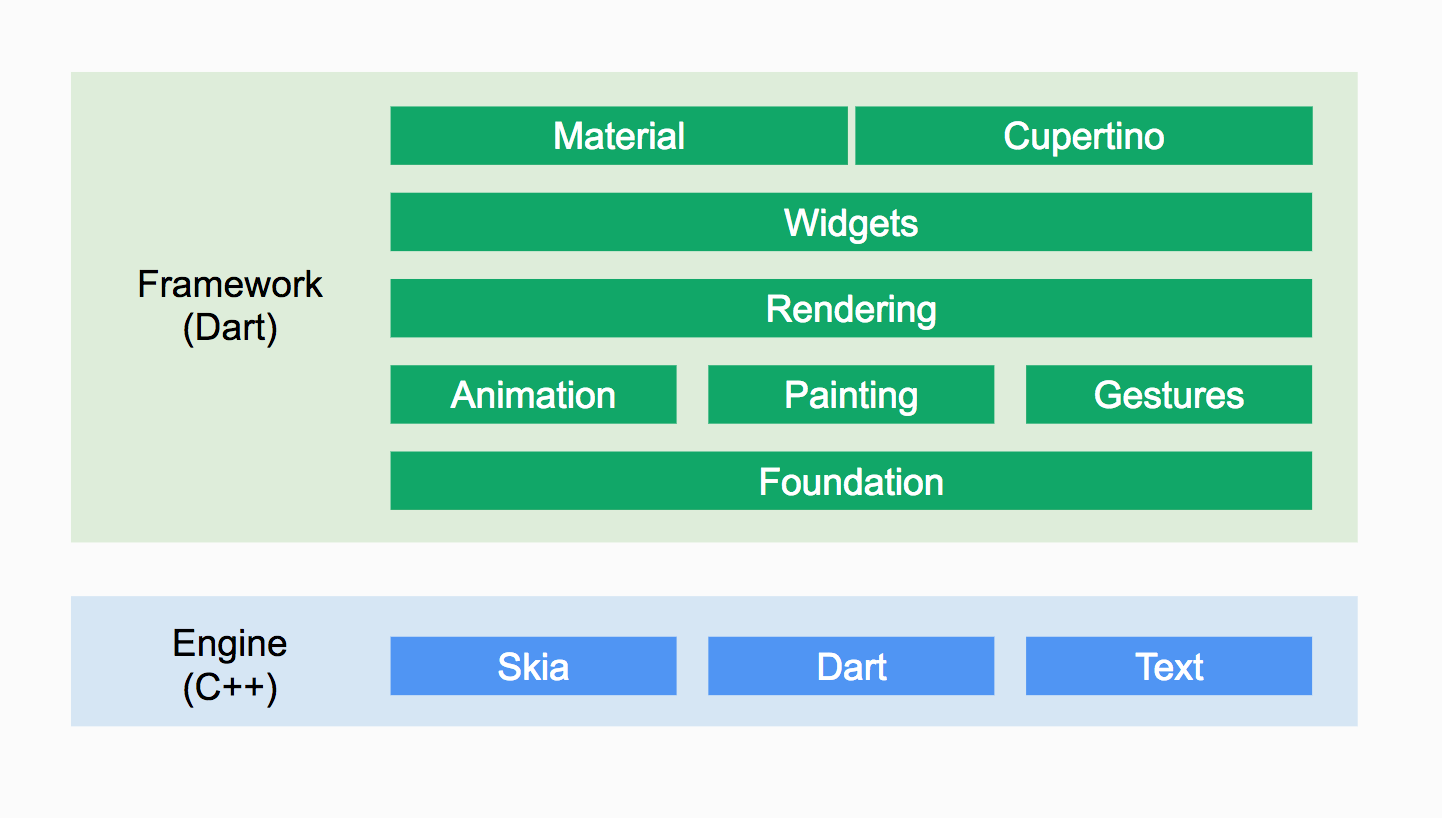 Material
Cupertino
Widgets
Framework
(Dart)
Rendering
Animation
Painting
Gestures
Foundation
Engine
(C++)
Skia
Dart
Text